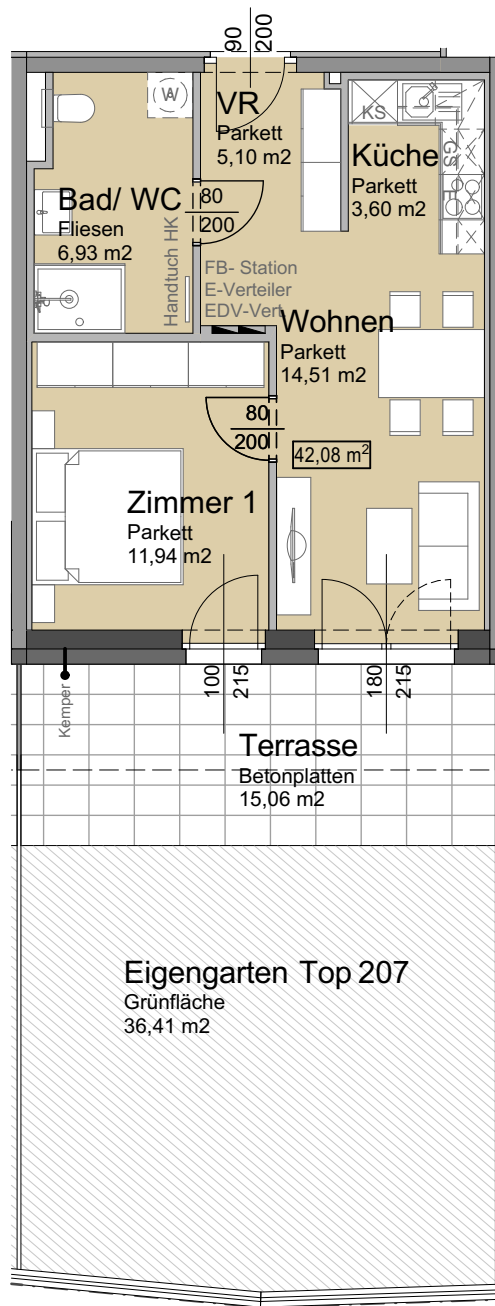 90
200
W
VR
Parkett
5,10 m2
KS
GS
E
Küche
Parkett
3,60 m2
Bad/ WC
Fliesen
6,93 m2
80
200
Handtuch HK
FB- Station
E-Verteiler
EDV-Vert.
Wohnen
Parkett
14,51 m2
80
200
42,08 m²
Zimmer 1
Parkett
11,94 m2
Kemper
100
215
180
215
Terrasse
Betonplatten
15,06 m2
Eigengarten Top 207
Grünfläche
36,41 m2